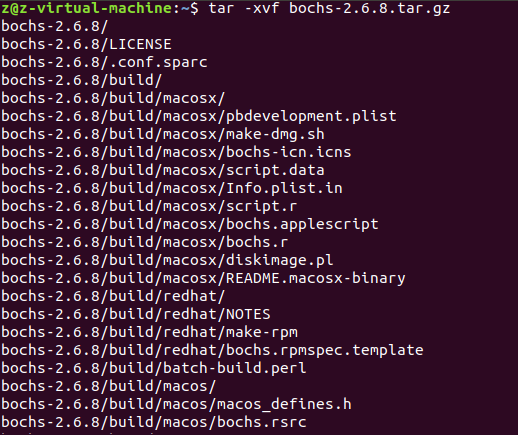 z@z-virtual-machine:~$ tar -xvf bochs-2.6.8.tar.gz
bochs-2.6.8/
bochs-2.6.8/LICENSE
bochs-2.6.8/.conf.sparc
bochs-2.6.8/build/
bochs-2.6.8/build/macosx/
bochs-2.6.8/build/macosx/pbdevelopment.plist
bochs-2.6.8/build/macosx/make-dmg.sh
bochs-2.6.8/build/macosx/bochs-icn.icns
bochs-2.6.8/build/macosx/script.data
bochs-2.6.8/build/macosx/Info.plist.in
bochs-2.6.8/build/macosx/script.r
bochs-2.6.8/build/macosx/bochs.applescript
bochs-2.6.8/build/macosx/bochs.r
bochs-2.6.8/build/macosx/diskimage.pl
bochs-2.6.8/build/macosx/README.macosx-binary
bochs-2.6.8/build/redhat/
bochs-2.6.8/build/redhat/NOTES
bochs-2.6.8/build/redhat/make-rpm
bochs-2.6.8/build/redhat/bochs.rpmspec.template
bochs-2.6.8/build/batch-build.perl
bochs-2.6.8/build/macos/
bochs-2.6.8/build/macos/macos_defines.h
bochs-2.6.8/build/macos/bochs.rsrc